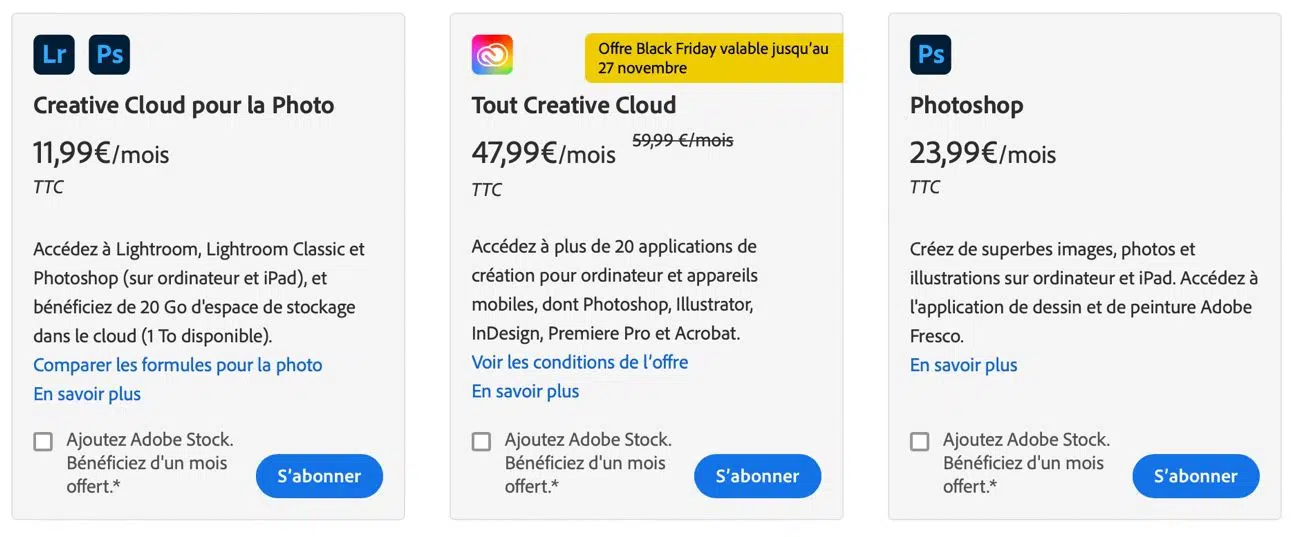 Lr Ps
Creative Cloud pour la Photo
11,99€/mois
TTC
Accédez à Lightroom, Lightroom Classic et
Photoshop (sur ordinateur et iPad), et
bénéficiez de 20 Go d'espace de stockage
dans le cloud (1 To disponible).
Comparer les formules pour la photo
En savoir plus
Ajoutez Adobe Stock.
Bénéficiez d'un mois
offert.*
S'abonner
Offre Black Friday valable jusqu'au
27 novembre
Tout Creative Cloud
47,99€/mois 59,99 €/mois
TTC
Accédez à plus de 20 applications de
création pour ordinateur et appareils
mobiles, dont Photoshop, Illustrator,
InDesign, Premiere Pro et Acrobat.
Voir les conditions de l'offre
En savoir plus
Ajoutez Adobe Stock.
Bénéficiez d'un mois
offert.*
S'abonner
Ps
Photoshop
23,99€/mois
TTC
Créez de superbes images, photos et
illustrations sur ordinateur et iPad. Accédez à
l'application de dessin et de peinture Adobe
Fresco.
En savoir plus
Ajoutez Adobe Stock.
Bénéficiez d'un mois
offert.*
S'abonner